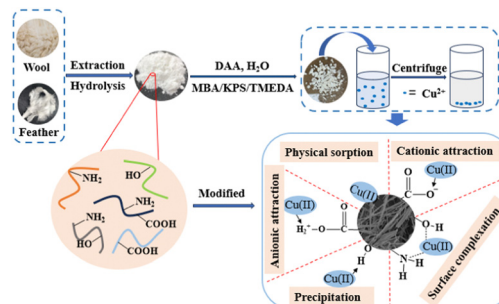 Wool
Feather
Extraction
Hydrolysis
DAA, H₂O
MBA/KPS/TMEDA
Centrifuge
= Cu²⁺
NH₂
HO
NH₂
COOH
NH₂
HO
COOH
Modified
Physical sorption
Cationic attraction
Anionic attraction
Surface complexation
Precipitation
Cu(II)
Cu(II)
Cu(II)
Cu(II)
Cu(II)
H₂⁺
O
C
O
C
O
O⁻
O
H
OH
N
H
H